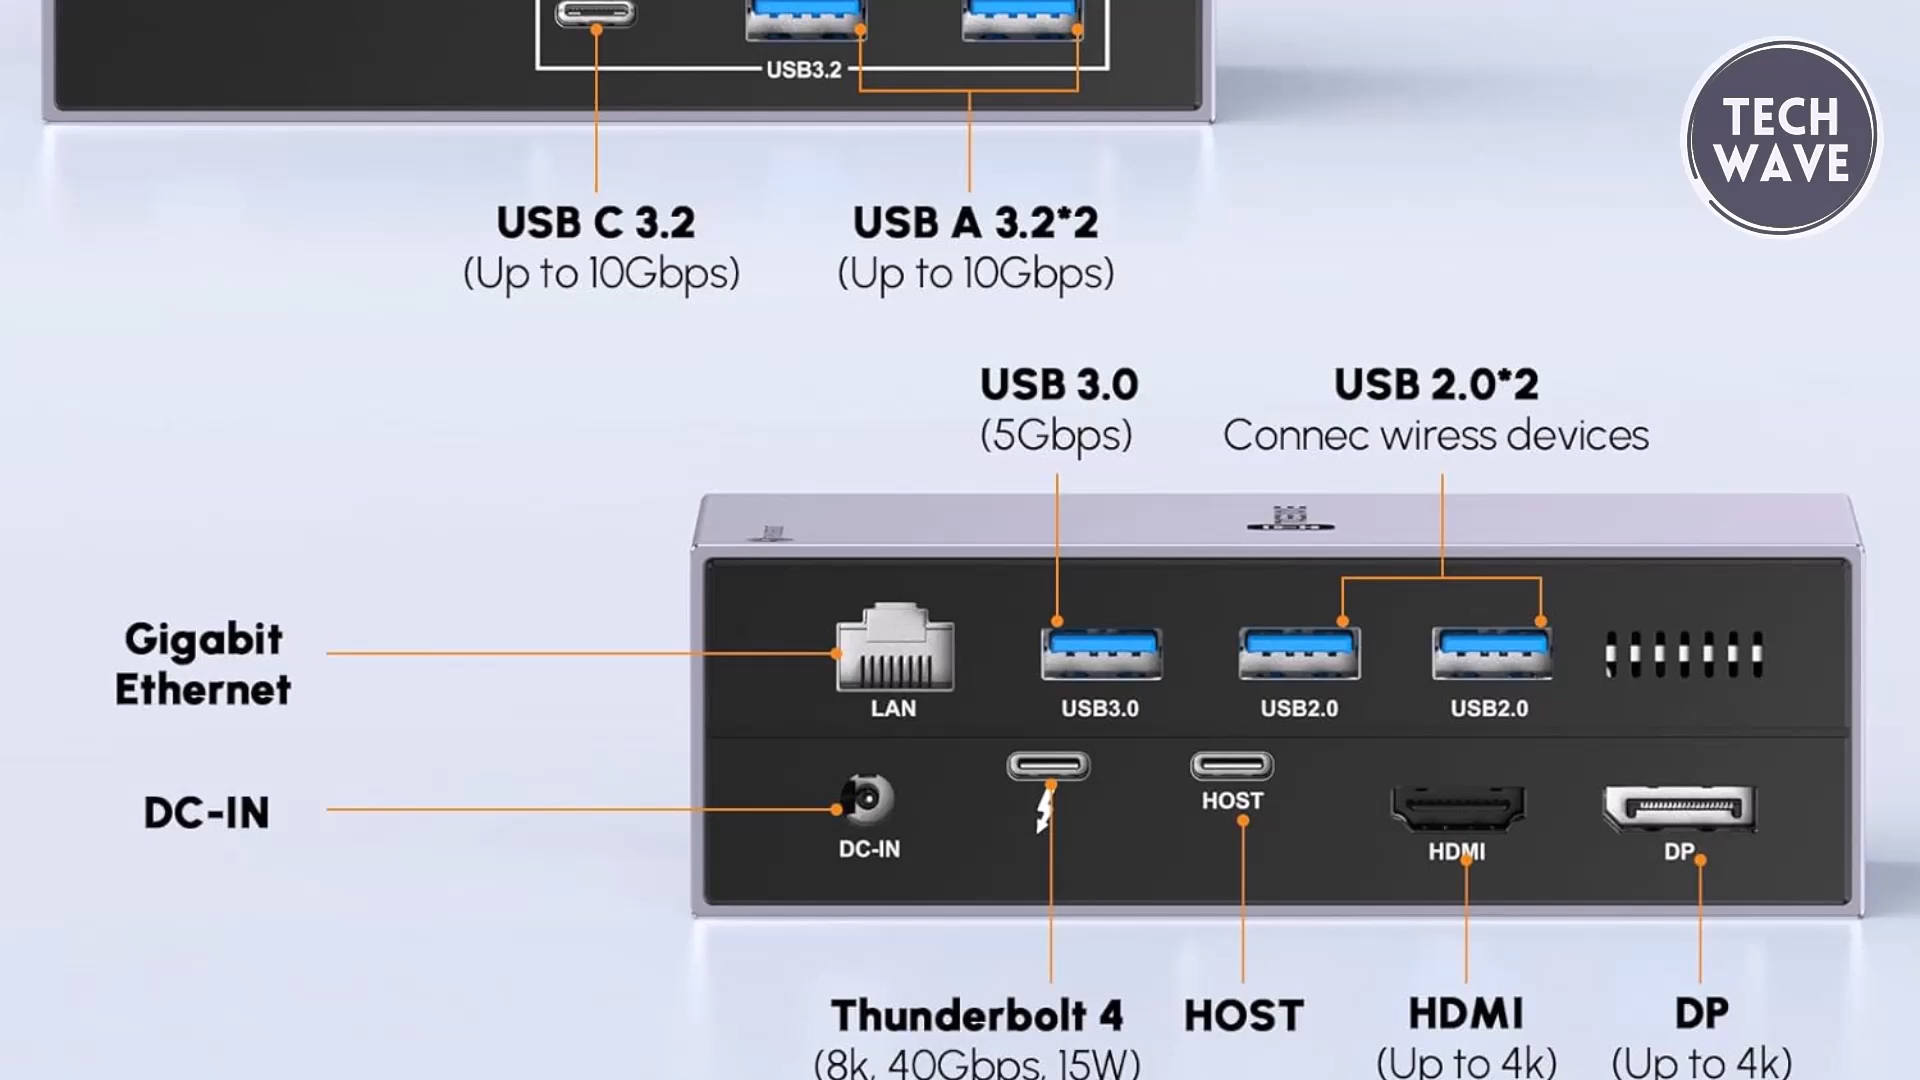 TECH
WAVE
USB3.2
USB C 3.2
(Up to 10Gbps)
USB A 3.2*2
(Up to 10Gbps)
USB 3.0
(5Gbps)
USB 2.0*2
Connec wiress devices
Gigabit
Ethernet
LAN
USB3.0
USB2.0
USB2.0
DC-IN
DC-IN
HOST
HDMI
DP
Thunderbolt 4
(8k, 40Gbps, 15W)
HOST
HDMI
(Up to 4k)
DP
(Up to 4k)